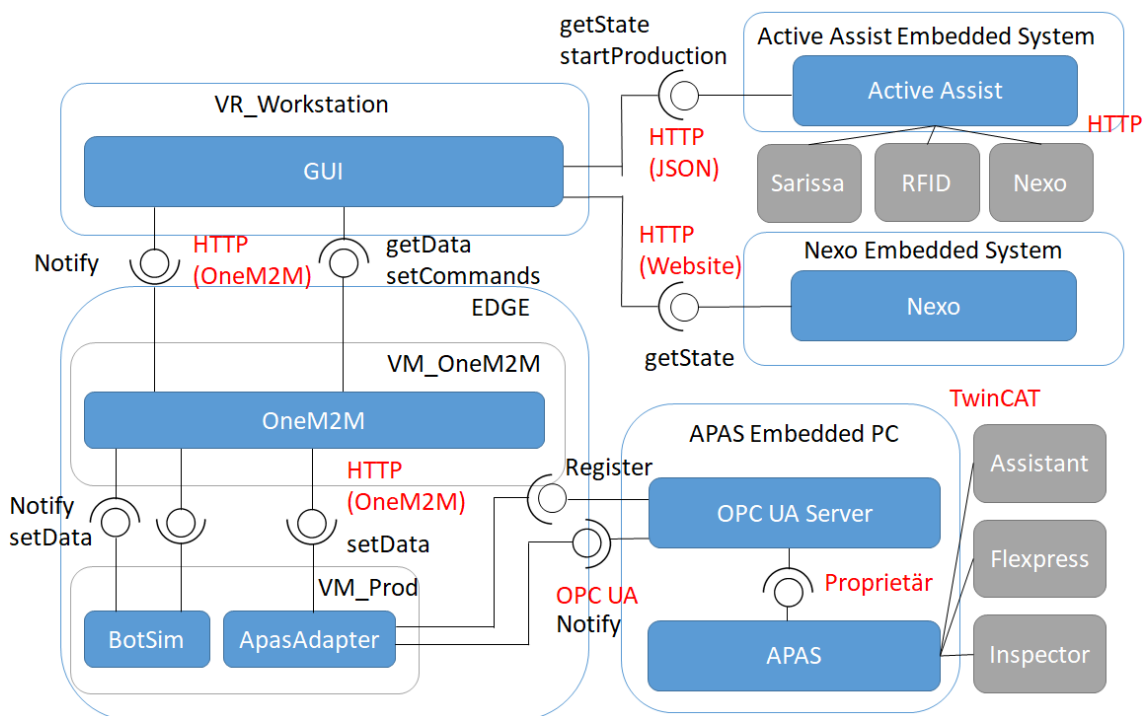 getState
startProduction
Active Assist Embedded System
Active Assist
HTTP
VR_Workstation
GUI
HTTP
(JSON)
Sarissa
RFID
Nexo
Notify
HTTP
(OneM2M)
getData
setCommands
HTTP
(Website)
Nexo Embedded System
Nexo
EDGE
getState
VM_OneM2M
OneM2M
TwinCAT
APAS Embedded PC
Assistant
HTTP
(OneM2M)
Register
Notify
setData
setData
OPC UA Server
Flexpress
VM_Prod
OPC UA
Notify
Proprietär
BotSim
ApasAdapter
APAS
Inspector